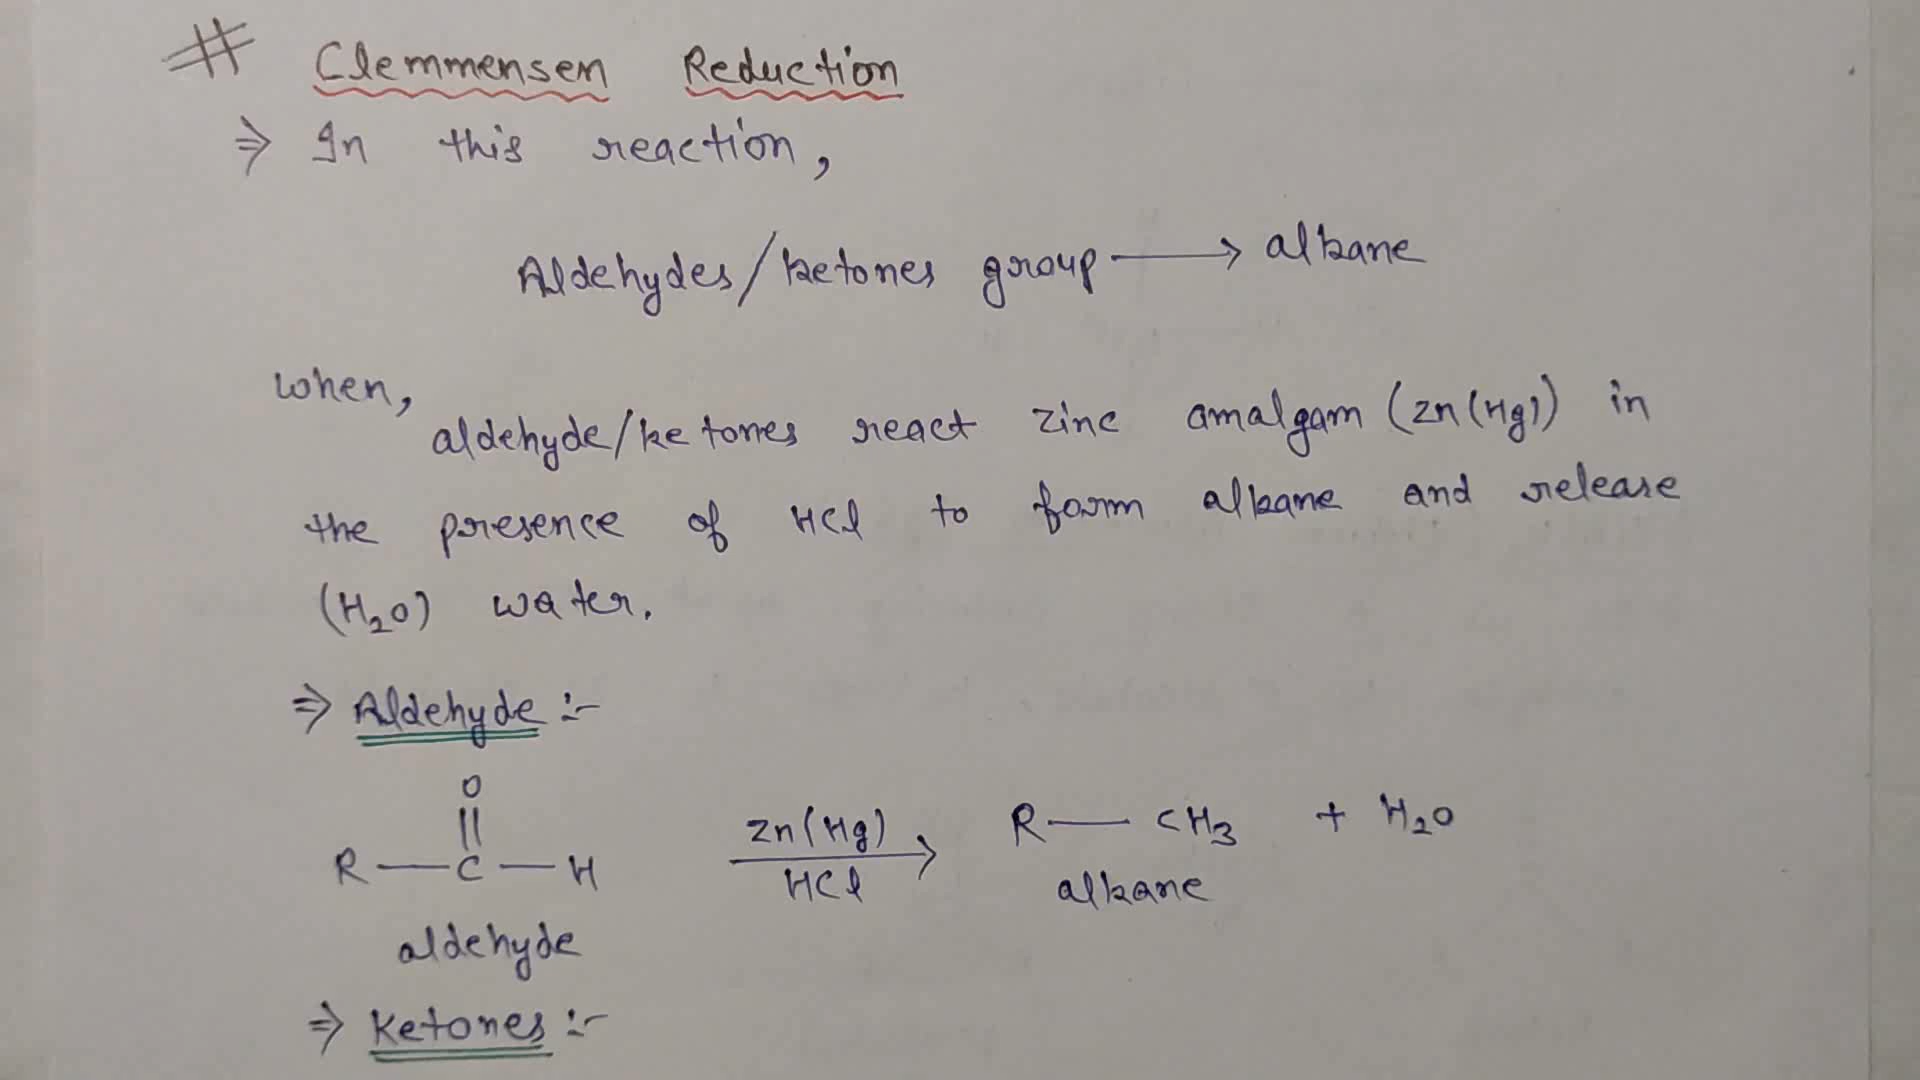 # Clemmensen Reduction
⇒ In this reaction,
Aldehydes/ketones group ⟶ alkane
when,
aldehyde/ketones react zinc amalgam (Zn(Hg)) in
the presence of HCl to form alkane and release
(H₂O) water.
⇒ Aldehyde :-
O
||
R — C — H
Zn(Hg)
⟶
HCl
R — CH₃ + H₂O
alkane
aldehyde
⇒ Ketones :-